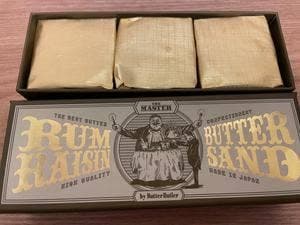 THE MASTER
THE BEST BUTTER CONFECTIONERY
RUM BUTTER
RAISIN SAND
HIGH QUALITY MADE IN JAPAN
by Butter Butler